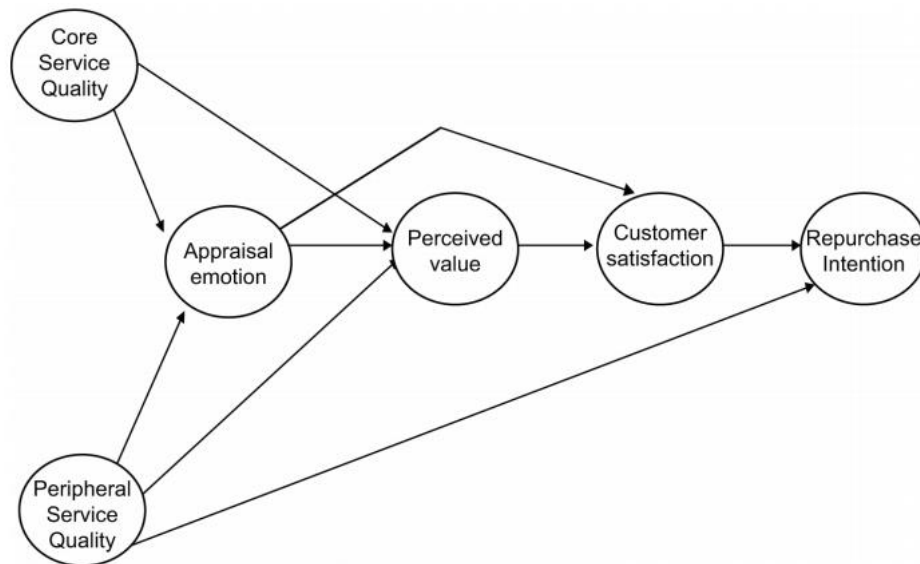 Core
Service
Quality
Appraisal
emotion
Perceived
value
Customer
satisfaction
Repurchase
Intention
Peripheral
Service
Quality